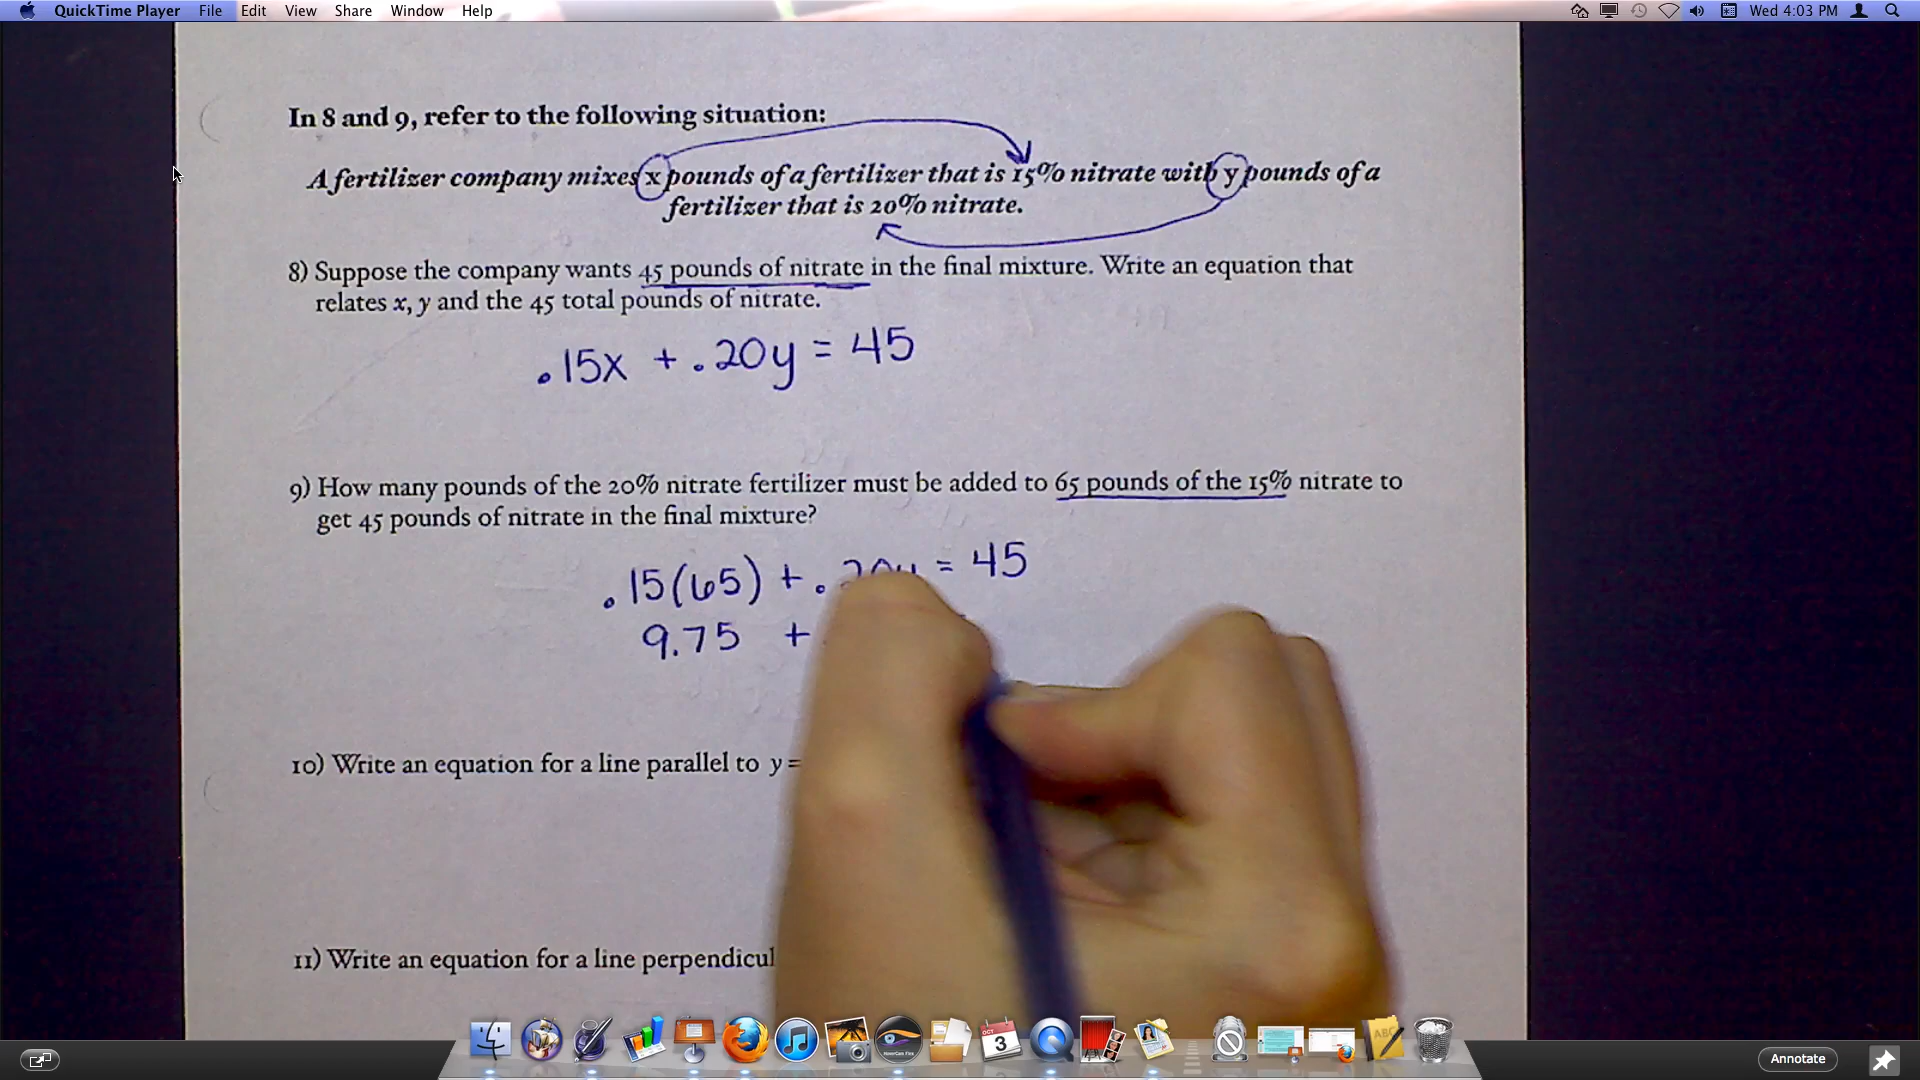 QuickTime Player File Edit View Share Window Help Wed 4:03 PM
In 8 and 9, refer to the following situation:
A fertilizer company mixes x pounds of a fertilizer that is 15% nitrate with y pounds of a
fertilizer that is 20% nitrate.
8) Suppose the company wants 45 pounds of nitrate in the final mixture. Write an equation that
relates x, y and the 45 total pounds of nitrate.
.15x + .20y = 45
9) How many pounds of the 20% nitrate fertilizer must be added to 65 pounds of the 15% nitrate to
get 45 pounds of nitrate in the final mixture?
.15(65) + .20y = 45
9.75 +
10) Write an equation for a line parallel to y =
11) Write an equation for a line perpendicul
OCT
3
ABC
Annotate